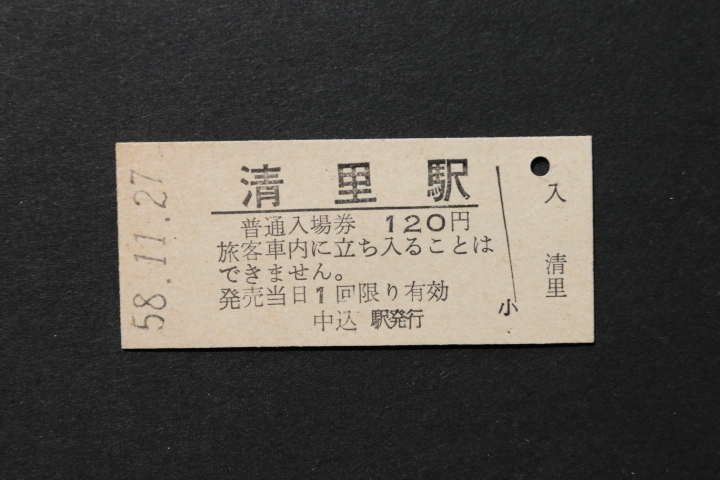 58.11.27
清里駅
普通入場券 120円
旅客車内に立ち入ることは
できません。
発売当日1回限り有効
中込駅発行
小
入
清里